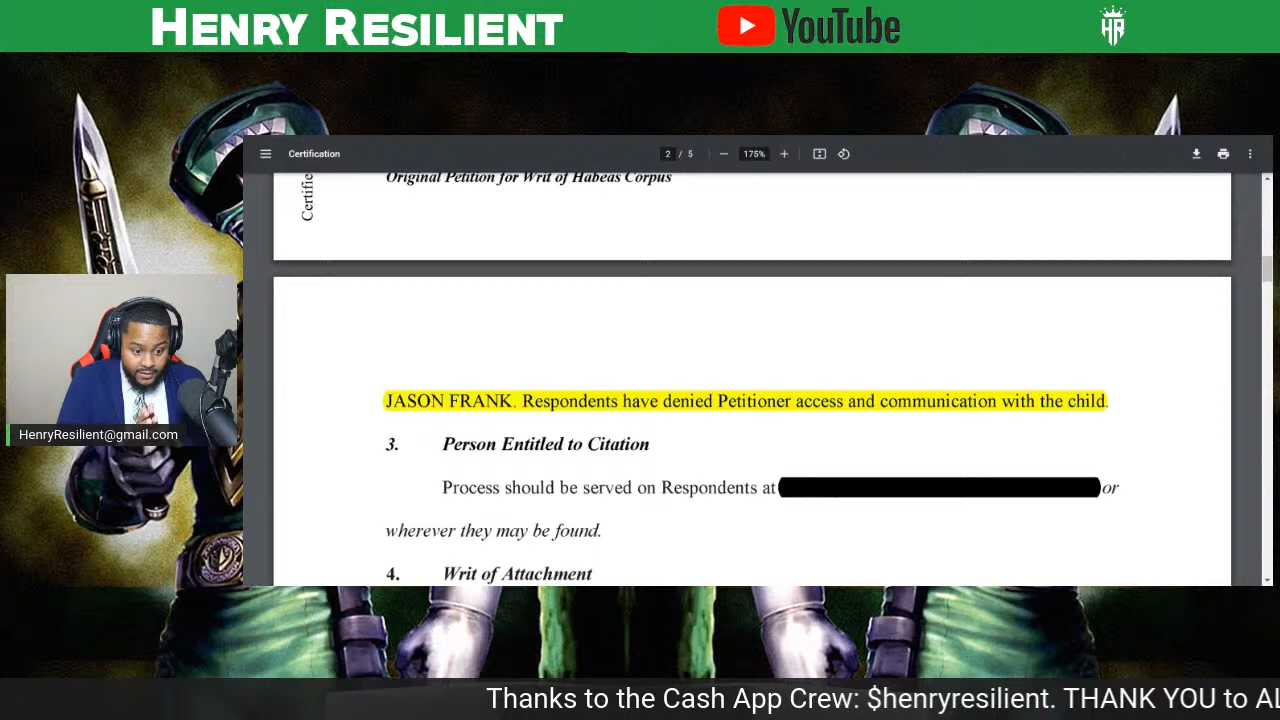 HENRY RESILIENT
YouTube
HR
Certification
2 / 5
175%
Certifie
Original Petition for Writ of Habeas Corpus
JASON FRANK. Respondents have denied Petitioner access and communication with the child.
3. Person Entitled to Citation
Process should be served on Respondents at or
wherever they may be found.
4. Writ of Attachment
HenryResilient@gmail.com
Thanks to the Cash App Crew: $henryresilient. THANK YOU to AL